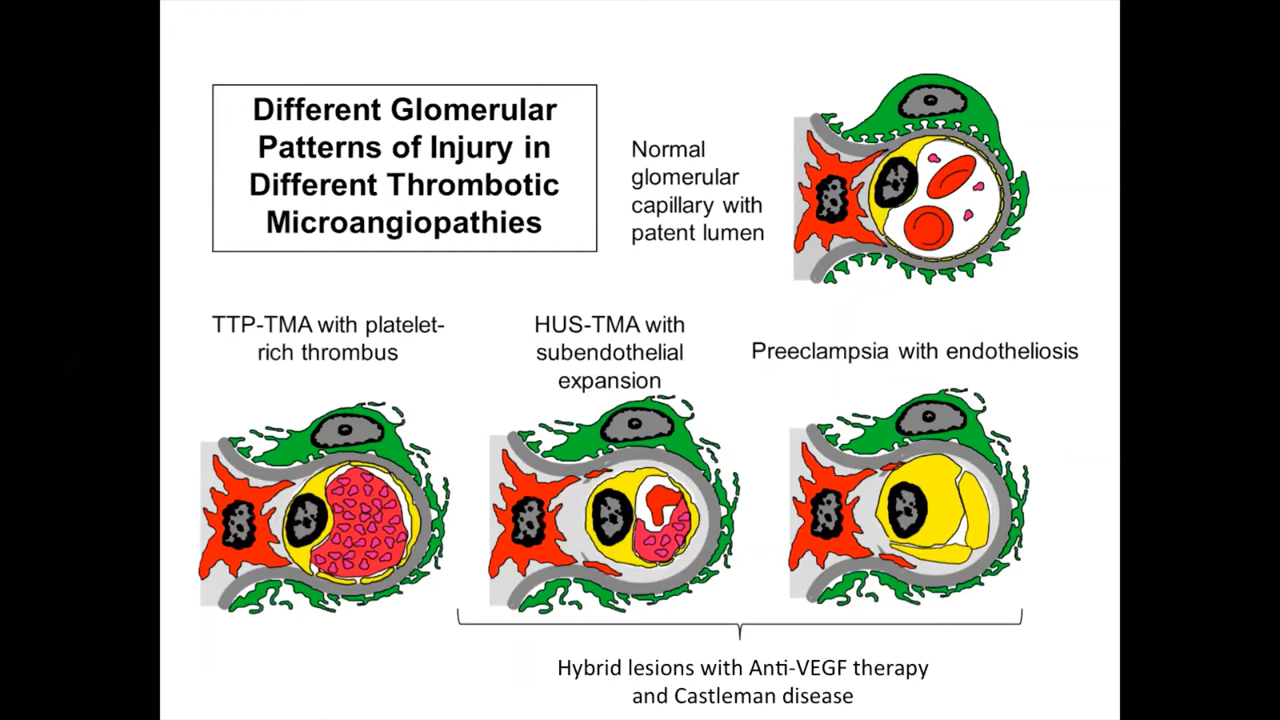 Different Glomerular
Patterns of Injury in
Different Thrombotic
Microangiopathies
Normal
glomerular
capillary with
patent lumen
TTP-TMA with platelet-
rich thrombus
HUS-TMA with
subendothelial
expansion
Preeclampsia with endotheliosis
Hybrid lesions with Anti-VEGF therapy
and Castleman disease